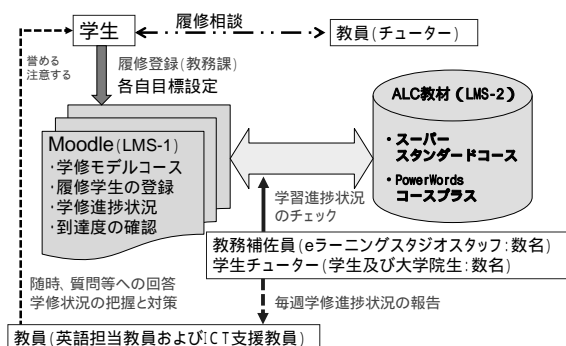 学生
履修相談
教員(チューター)
誉める
注意する
履修登録(教務課)
各自目標設定
ALC教材(LMS-2)
・スーパー
スタンダードコース
・PowerWords
コースプラス
Moodle(LMS-1)
・学修モデルコース
・履修学生の登録
・学修進捗状況
・到達度の確認
学習進捗状況
のチェック
教務補佐員(eラーニングスタジオスタッフ:数名)
学生チューター(学生及び大学院生:数名)
随時、質問等への回答
学修状況の把握と対策
毎週学修進捗状況の報告
教員(英語担当教員およびICT支援教員)